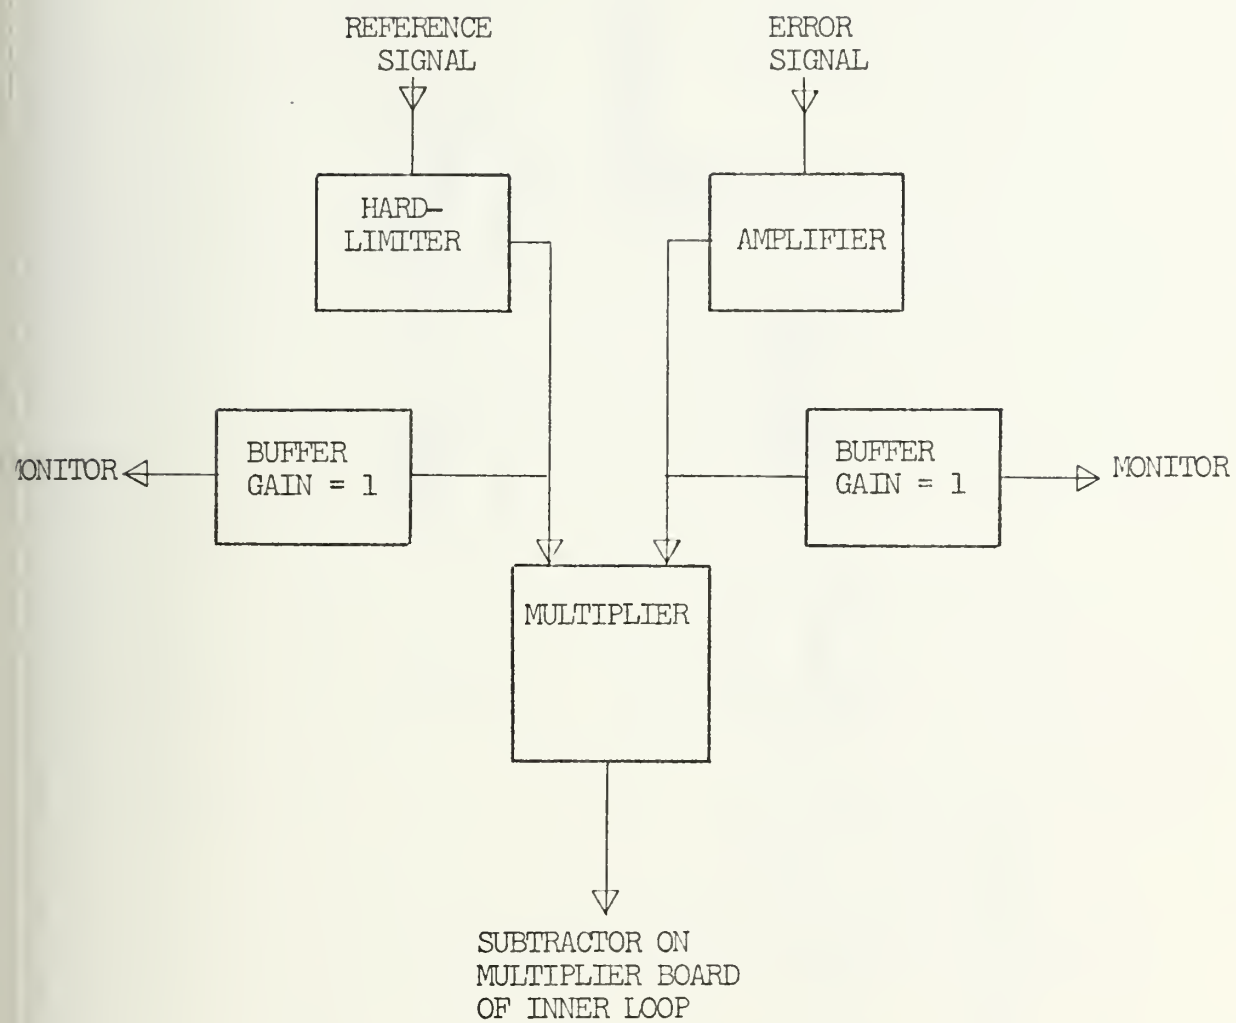 REFERENCE
SIGNAL
ERROR
SIGNAL
HARD-
LIMITER
AMPLIFIER
MONITOR
BUFFER
GAIN = 1
BUFFER
GAIN = 1
MONITOR
MULTIPLIER
SUBTRACTOR ON
MULTIPLIER BOARD
OF INNER LOOP